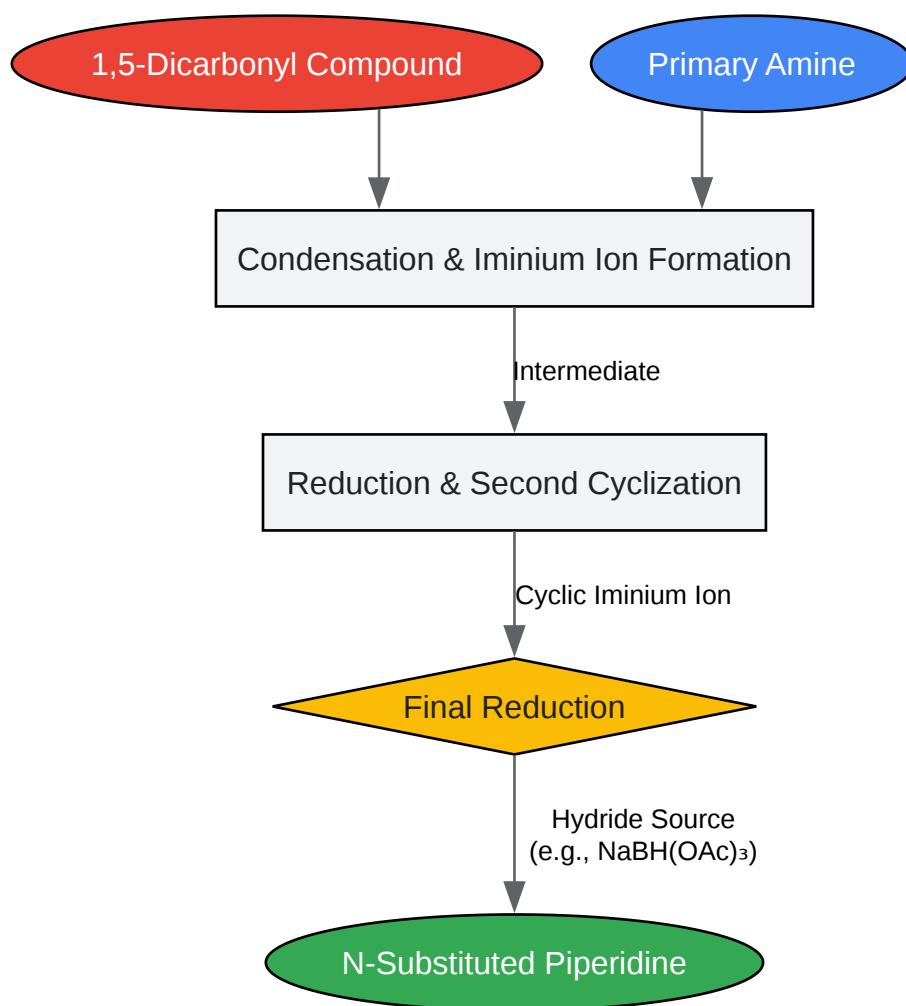 1,5-Dicarbonyl Compound
Primary Amine
Condensation & Iminium Ion Formation
Intermediate
Reduction & Second Cyclization
Cyclic Iminium Ion
Final Reduction
Hydride Source
(e.g., NaBH(OAc)₃)
N-Substituted Piperidine